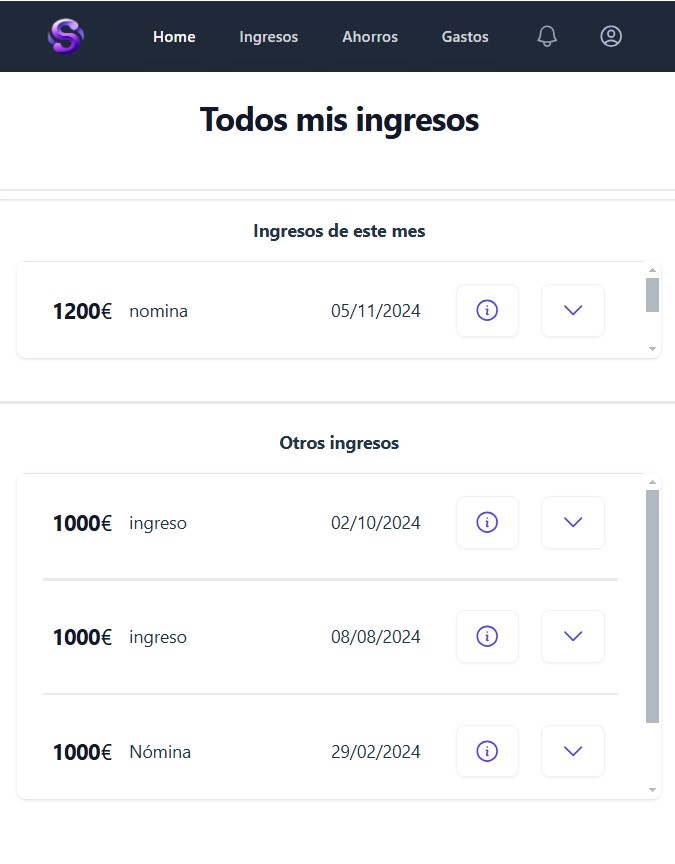 Home Ingresos Ahorros Gastos
Todos mis ingresos
Ingresos de este mes
1200€ nomina 05/11/2024
Otros ingresos
1000€ ingreso 02/10/2024
1000€ ingreso 08/08/2024
1000€ Nómina 29/02/2024